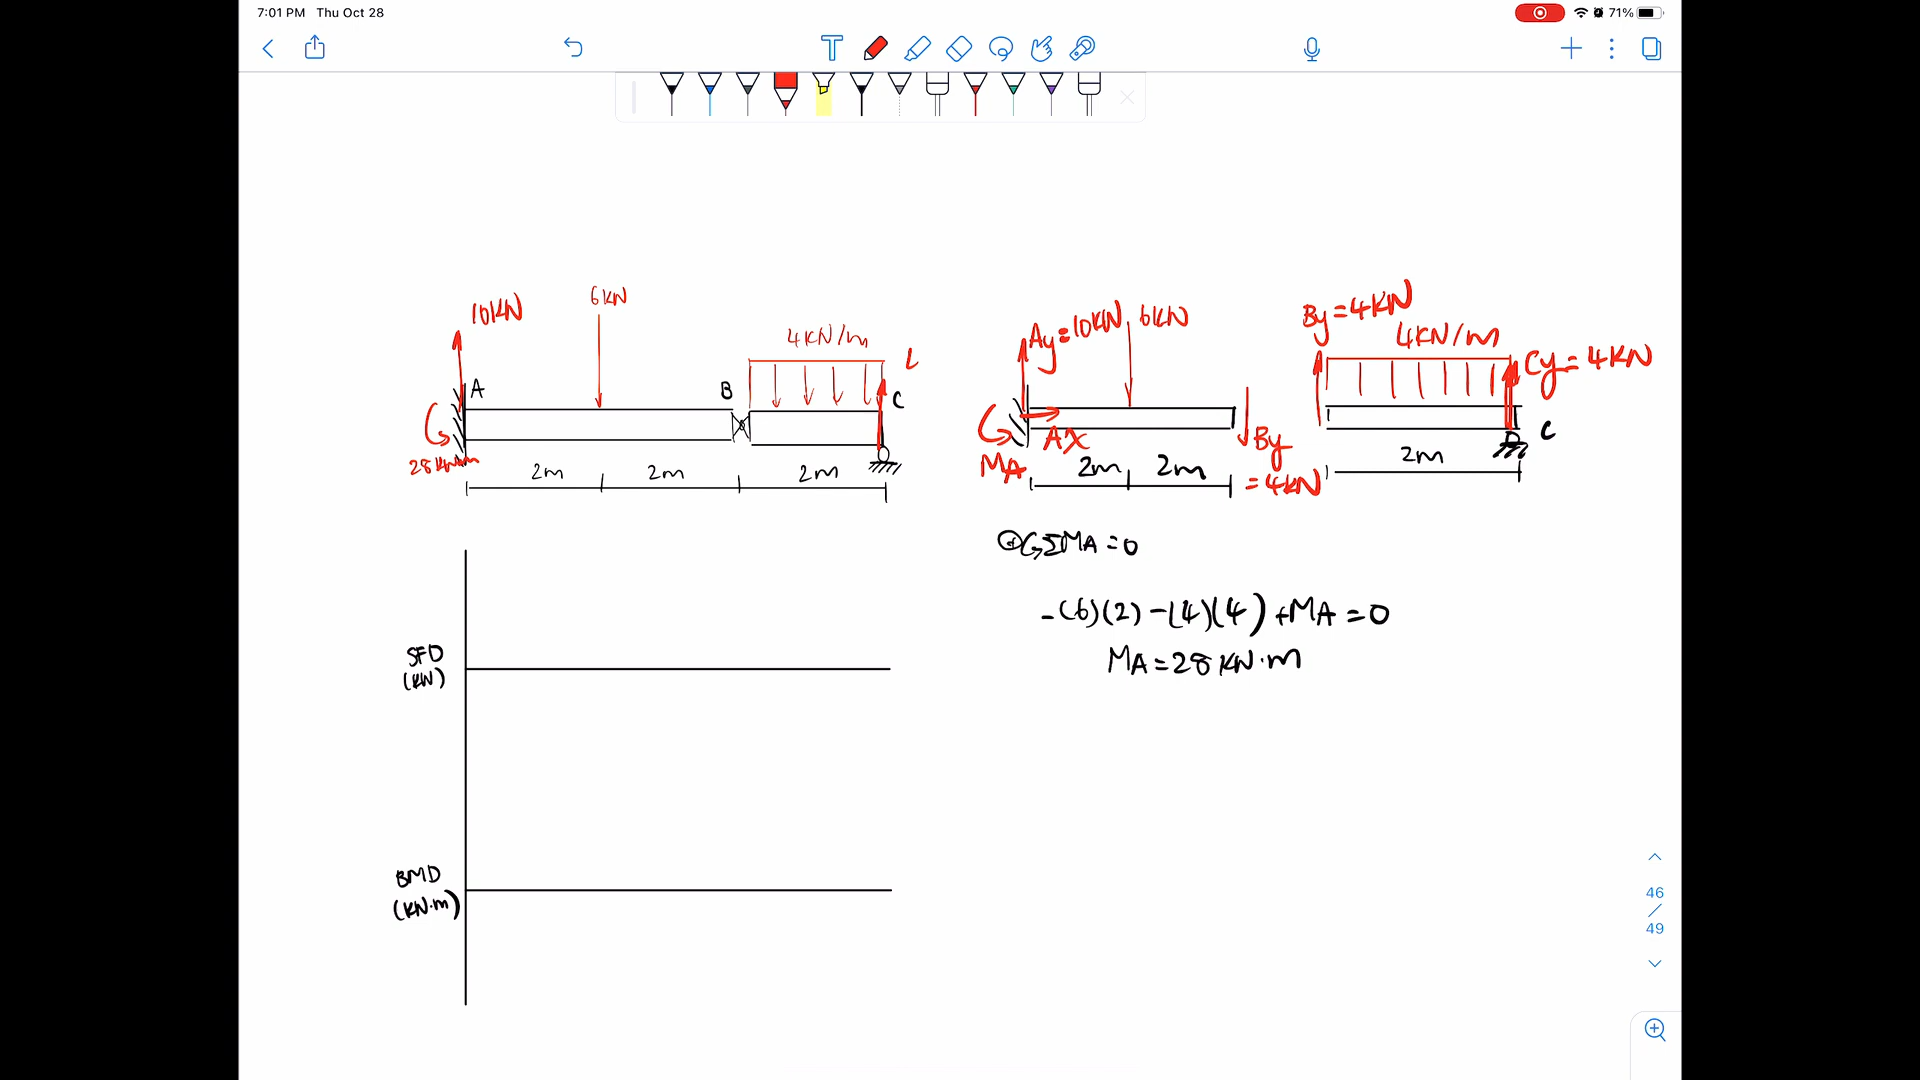 7:01 PM Thu Oct 28
71%
10KN
6KN
4KN/m
A
B
C
28KN·m
2m
2m
2m
Ay=10KN
6KN
MA
AX
By
=4KN
2m
2m
By=4KN
4KN/m
Cy=4KN
C
2m
ΣMA=0
-(6)(2)-(4)(4)+MA=0
MA=28KN·m
SFD
(KN)
BMD
(KN·m)
46
/
49